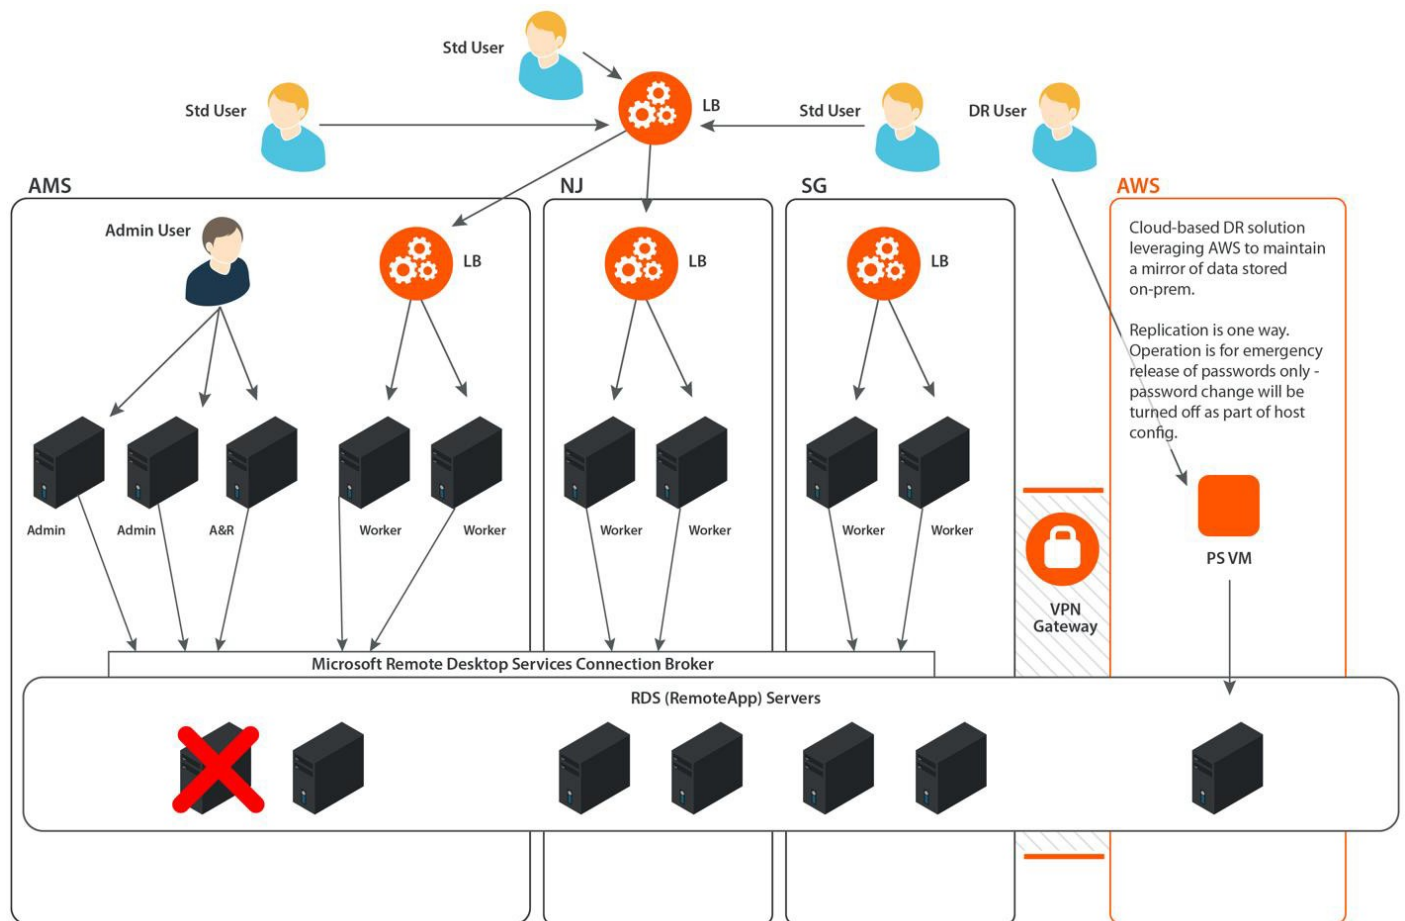 Std User
Std User
LB
Std User
DR User
AMS
NJ
SG
AWS
Admin User
LB
LB
LB
Cloud-based DR solution
leveraging AWS to maintain
a mirror of data stored
on-prem.
Replication is one way.
Operation is for emergency
release of passwords only -
password change will be
turned off as part of host
config.
Admin
Admin
A&R
Worker
Worker
Worker
Worker
Worker
Worker
VPN
Gateway
PS VM
Microsoft Remote Desktop Services Connection Broker
RDS (RemoteApp) Servers